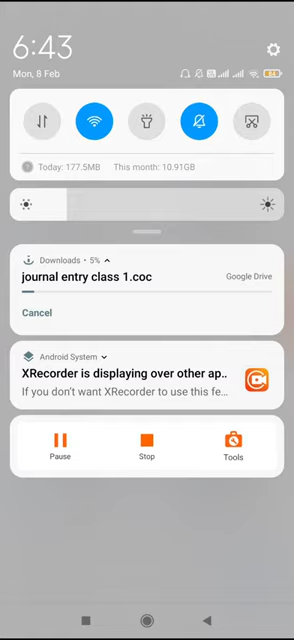 6:43
Mon, 8 Feb
84
Today: 177.5MB This month: 10.91GB
Downloads • 5%
journal entry class 1.coc Google Drive
Cancel
Android System
XRecorder is displaying over other ap..
If you don't want XRecorder to use this fe...
Pause Stop Tools